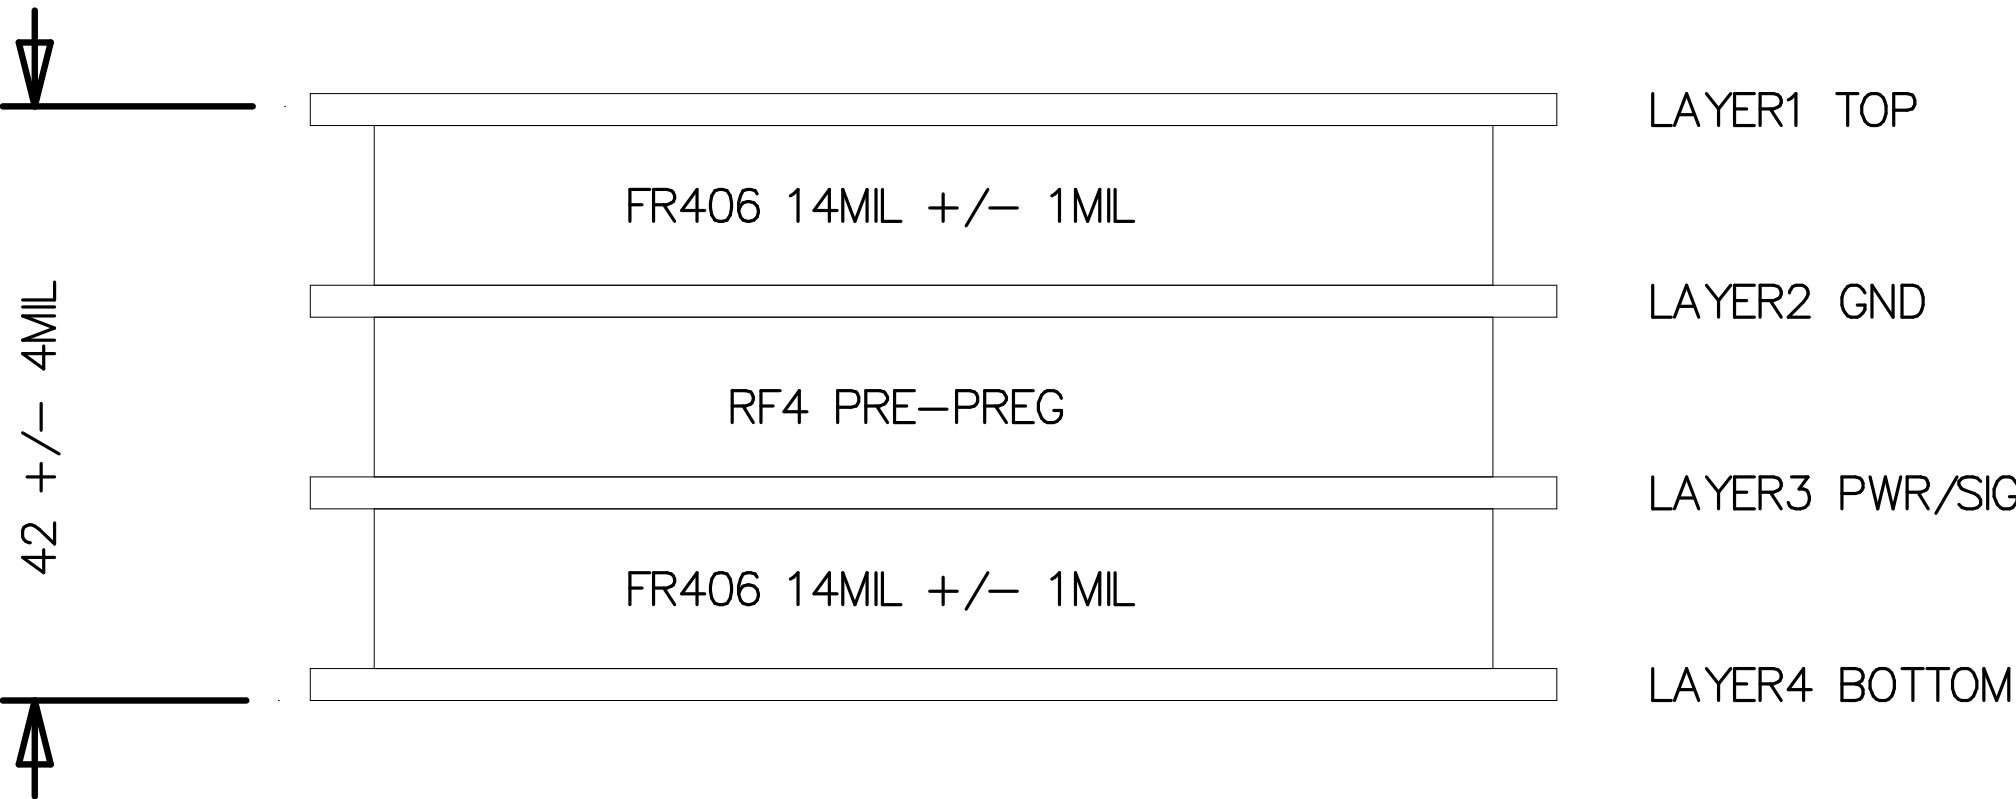 LAYER1 TOP
FR406 14MIL +/- 1MIL
LAYER2 GND
42 +/- 4MIL
RF4 PRE-PREG
LAYER3 PWR/SIG
FR406 14MIL +/- 1MIL
LAYER4 BOTTOM